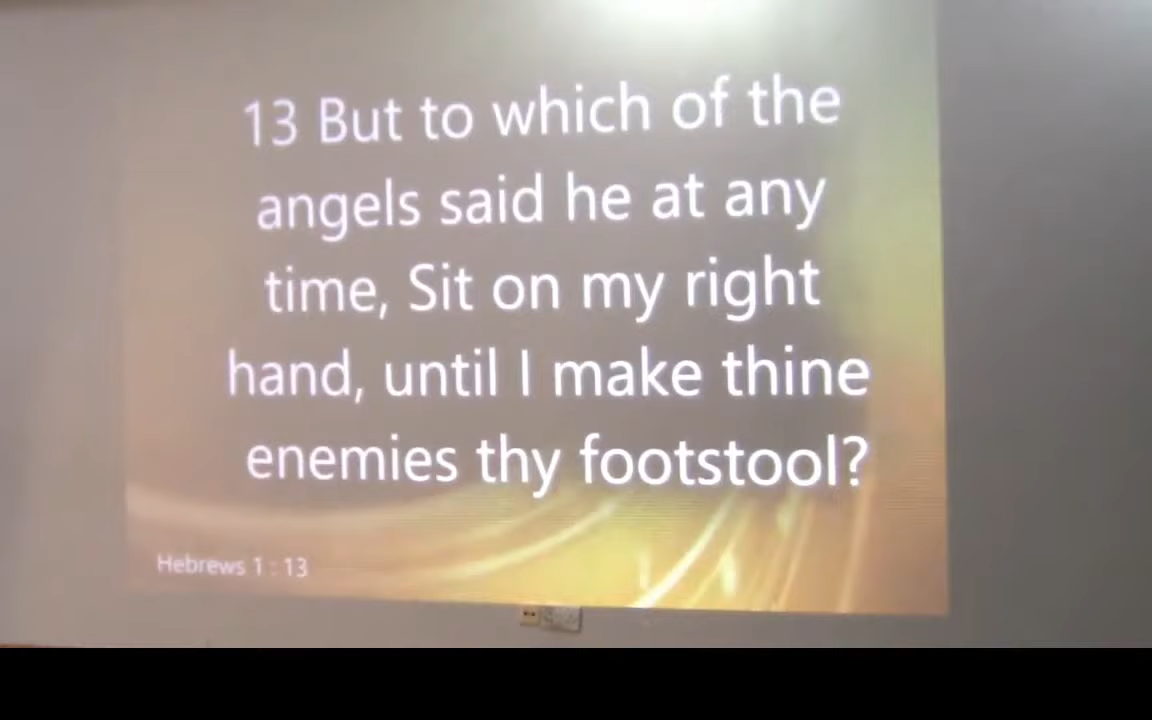 13 But to which of the
angels said he at any
time, Sit on my right
hand, until I make thine
enemies thy footstool?
Hebrews 1 : 13